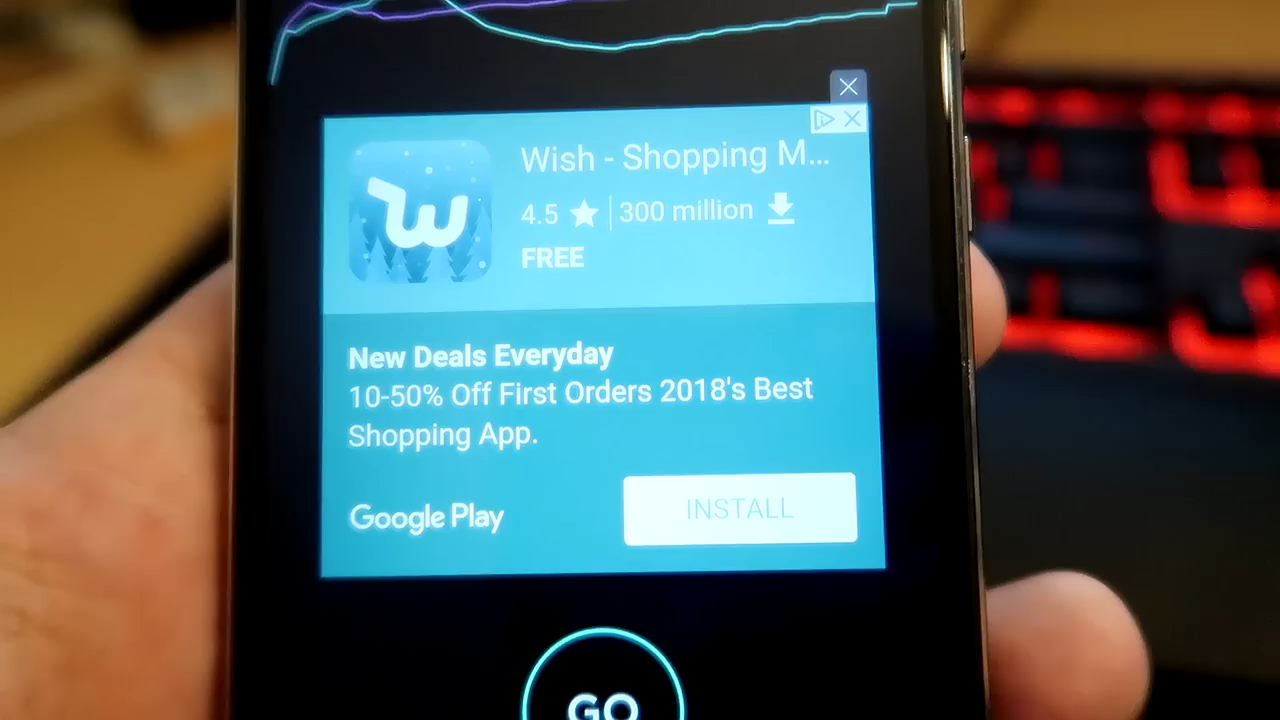 Wish - Shopping M...
4.5 ★ | 300 million
FREE
New Deals Everyday
10-50% Off First Orders 2018's Best
Shopping App.
Google Play
INSTALL
GO